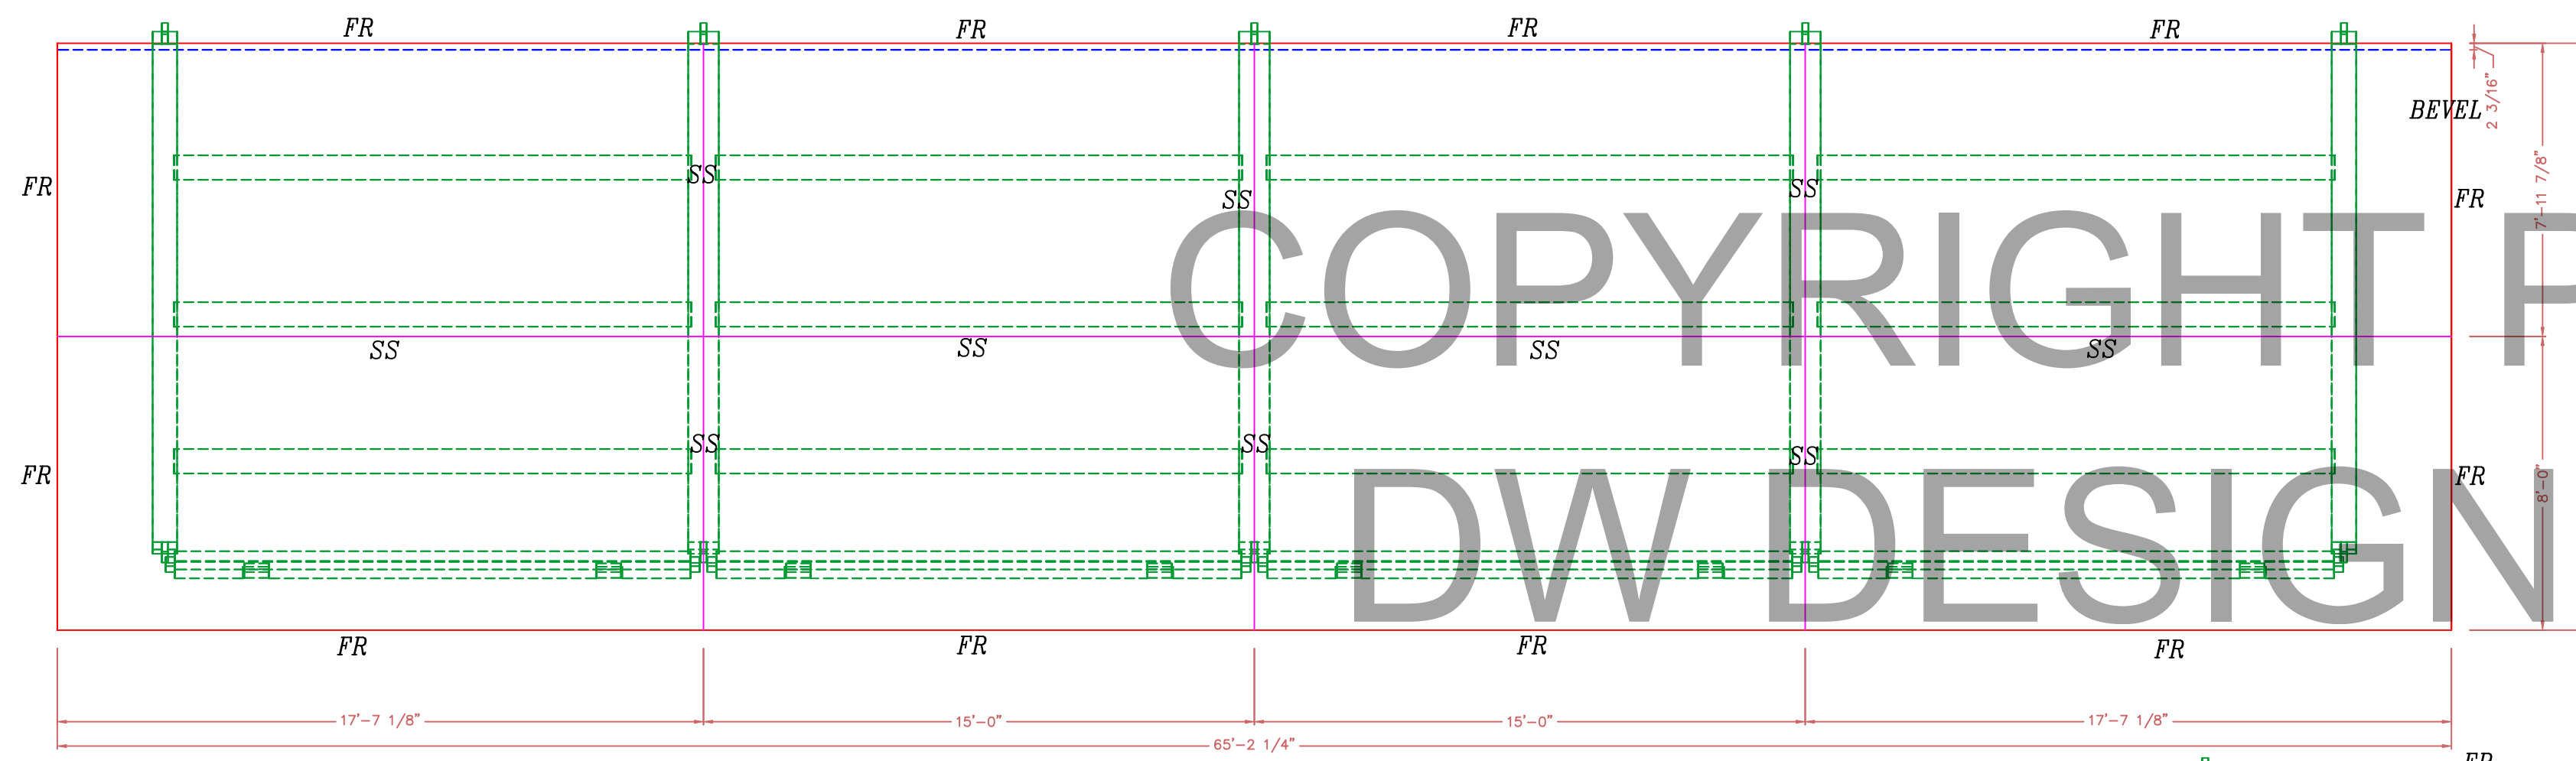 FR FR FR FR
2 3/16"
BEVEL
7'-11 7/8"
SS SS
FR SS FR
COPYRIGHT P
SS SS SS SS
SS SS SS
FR FR
8'-0"
DW DESIGN
FR FR FR FR
17'-7 1/8" 15'-0" 15'-0" 17'-7 1/8"
65'-2 1/4"